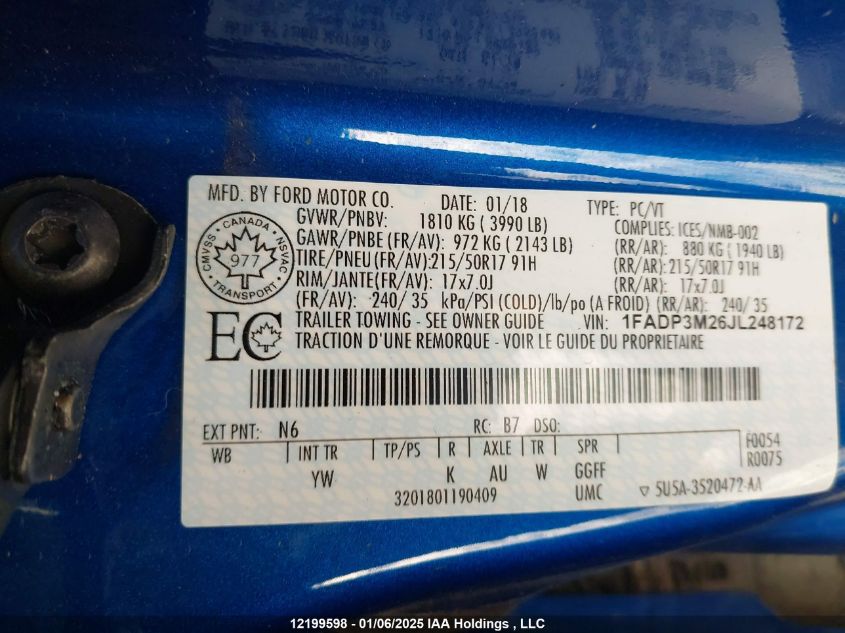 MFD. BY FORD MOTOR CO. DATE: 01/18 TYPE: PC/VT
GVWR/PNBV: 1810 KG ( 3990 LB) COMPLIES: ICES/NMB-002
GAWR/PNBE (FR/AV): 972 KG ( 2143 LB) (RR/AR): 880 KG ( 1940 LB)
TIRE/PNEU(FR/AV):215/50R17 91H (RR/AR):215/50R17 91H
RIM/JANTE(FR/AV): 17x7.0J (RR/AR): 17x7.0J
(FR/AV): 240/ 35 kPa/PSI (COLD)/lb/po (A FROID) (RR/AR): 240/ 35
TRAILER TOWING - SEE OWNER GUIDE VIN: 1FADP3M26JL248172
TRACTION D'UNE REMORQUE - VOIR LE GUIDE DU PROPRIETAIRE
CANADA
CMVSS 977 NSVAC
TRANSPORT
EC
EXT PNT: N6 RC: B7 DSO: F0054
WB INT TR TP/PS R AXLE TR SPR R0075
YW K AU W GGFF
3201801190409 UMC ▽ 5U5A-3520472-AA
12199598 - 01/06/2025 IAA Holdings , LLC